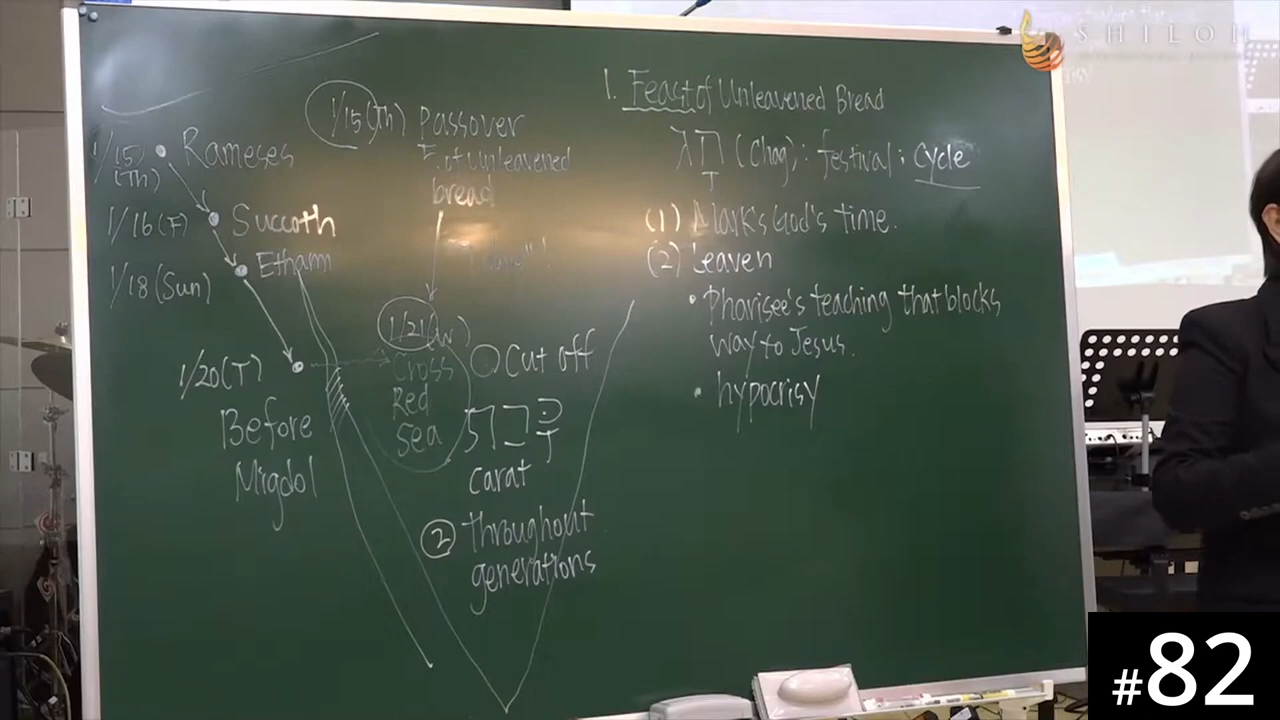 SHILOH
1/15 (Th)
Rameses
1/16 (F)
Succoth
Etham
1/18 (Sun)
1/20 (T)
Before
Migdol
1/15 (Th) Passover
F. of Unleavened
bread
1/21 (W)
Cross
Red
Sea
Cut off
כרת
carat
② throughout
generations
1. Feast of Unleavened Bread
חג (Chag): festival; cycle
(1) Mark's God's time.
(2) Leaven
• Pharisee's teaching that blocks
way to Jesus.
• hypocrisy
#82